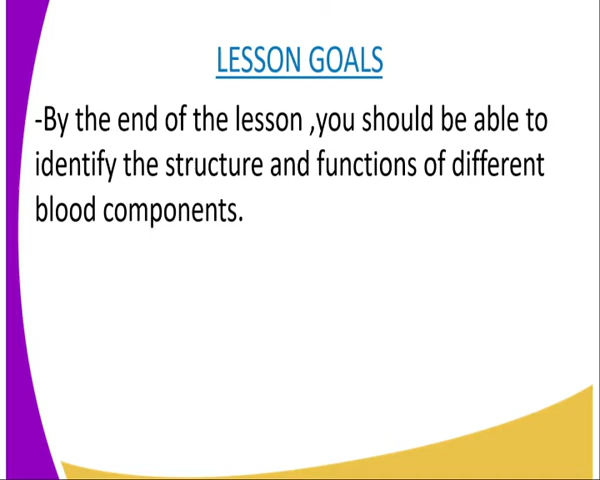 LESSON GOALS
-By the end of the lesson ,you should be able to
identify the structure and functions of different
blood components.